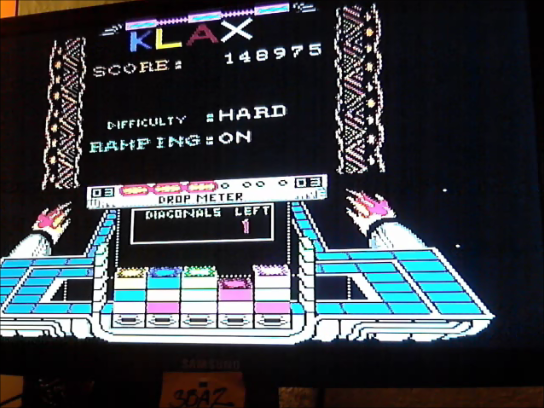 KLAX
SCORE: 148975
DIFFICULTY :HARD
RAMPING:ON
03 03
DROP METER
DIAGONALS LEFT
1
SAMSUNG